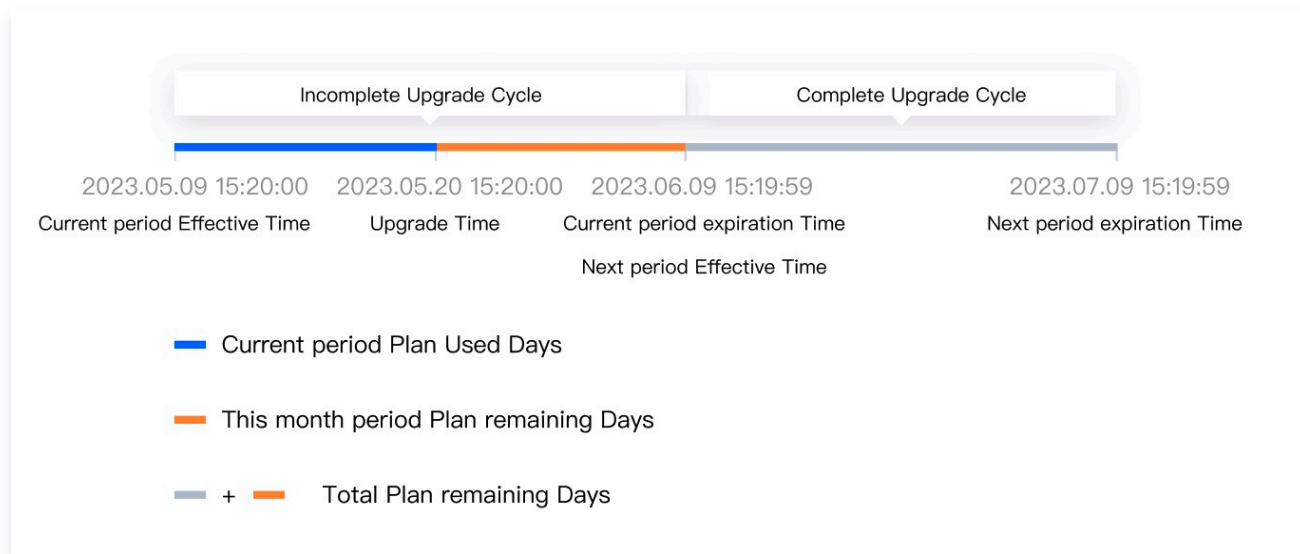 Incomplete Upgrade Cycle
Complete Upgrade Cycle
2023.05.09 15:20:00
2023.05.20 15:20:00
2023.06.09 15:19:59
2023.07.09 15:19:59
Current period Effective Time
Upgrade Time
Current period expiration Time
Next period expiration Time
Next period Effective Time
Current period Plan Used Days
This month period Plan remaining Days
+ Total Plan remaining Days